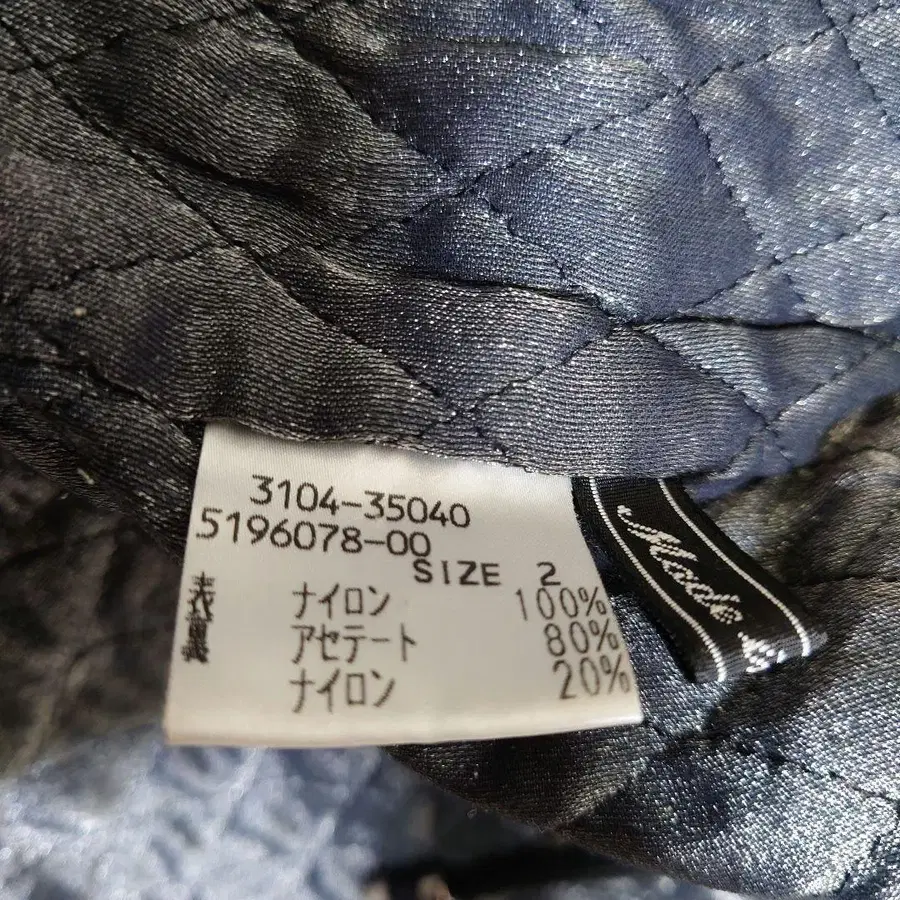 3104-35040
5196078-00
SIZE 2
表 ナイロン 100%
裏 アセテート 80%
ナイロン 20%
Made